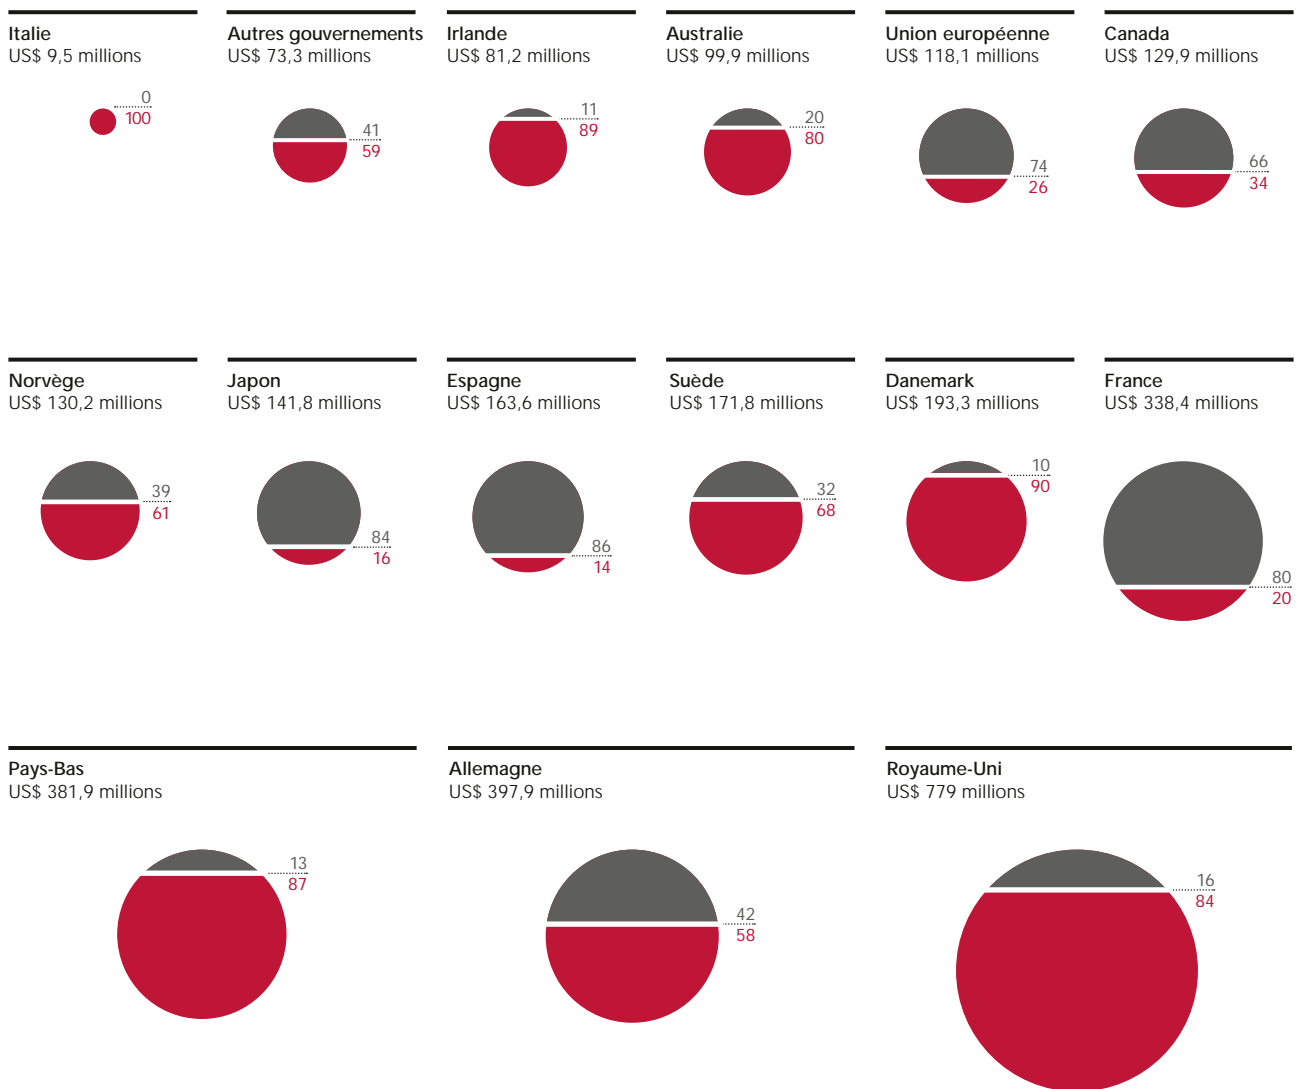 Italie
US$ 9,5 millions
0
100
Autres gouvernements
US$ 73,3 millions
41
59
Irlande
US$ 81,2 millions
11
89
Australie
US$ 99,9 millions
20
80
Union européenne
US$ 118,1 millions
74
26
Canada
US$ 129,9 millions
66
34
Norvège
US$ 130,2 millions
39
61
Japon
US$ 141,8 millions
84
16
Espagne
US$ 163,6 millions
86
14
Suède
US$ 171,8 millions
32
68
Danemark
US$ 193,3 millions
10
90
France
US$ 338,4 millions
80
20
Pays-Bas
US$ 381,9 millions
13
87
Allemagne
US$ 397,9 millions
42
58
Royaume-Uni
US$ 779 millions
16
84